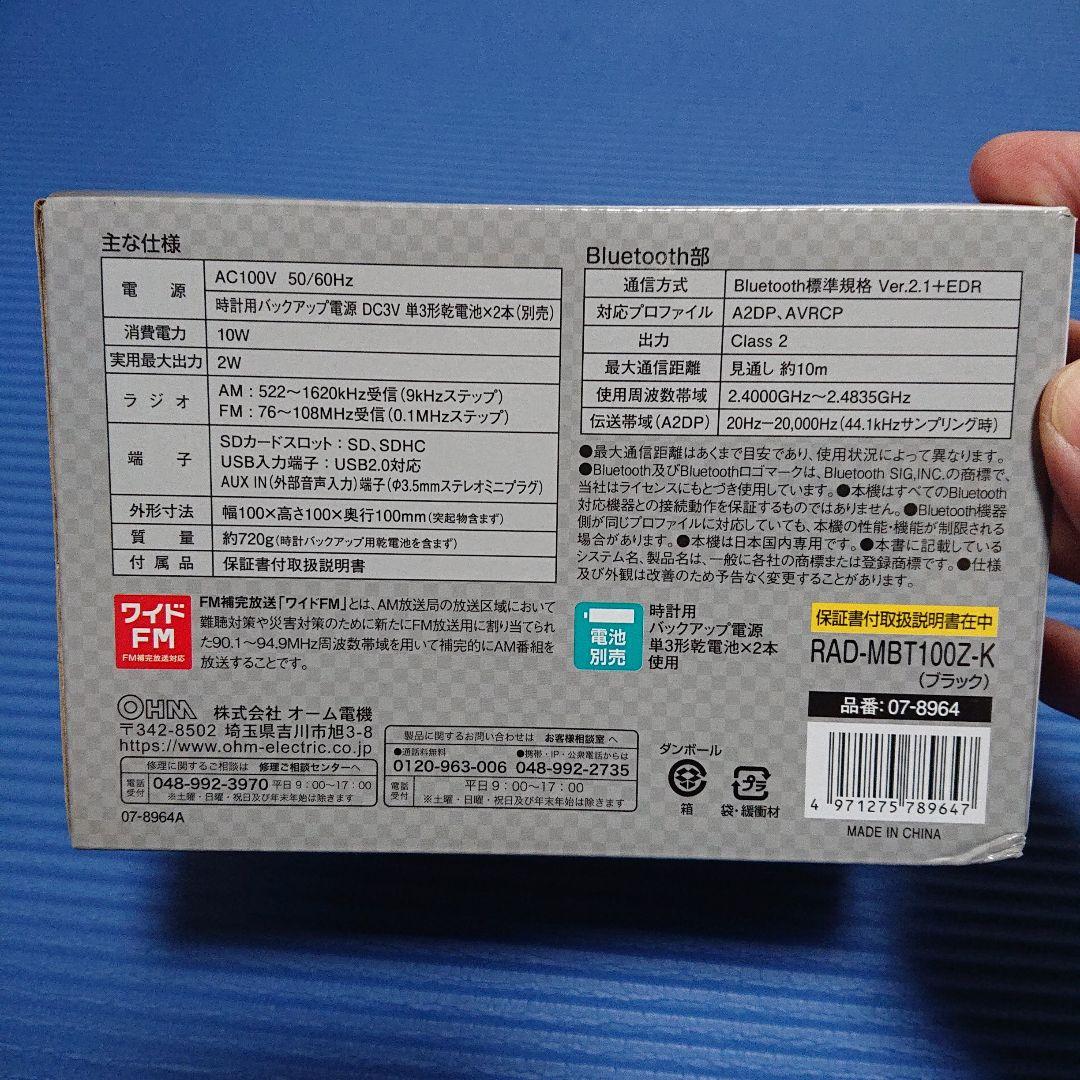 主な仕様
電源 AC100V 50/60Hz
時計用バックアップ電源 DC3V 単3形乾電池×2本(別売)
消費電力 10W
実用最大出力 2W
ラジオ AM:522～1620kHz受信(9kHzステップ)
FM:76～108MHz受信(0.1MHzステップ)
端子 SDカードスロット:SD、SDHC
USB入力端子:USB2.0対応
AUX IN(外部音声入力)端子(Φ3.5mmステレオミニプラグ)
外形寸法 幅100×高さ100×奥行100mm(突起物含まず)
質量 約720g(時計バックアップ用乾電池を含まず)
付属品 保証書付取扱説明書
Bluetooth部
通信方式 Bluetooth標準規格 Ver.2.1+EDR
対応プロファイル A2DP、AVRCP
出力 Class 2
最大通信距離 見通し 約10m
使用周波数帯域 2.4000GHz～2.4835GHz
伝送帯域(A2DP) 20Hz－20,000Hz(44.1kHzサンプリング時)
●最大通信距離はあくまで目安であり、使用状況によって異なります。
●Bluetooth及びBluetoothロゴマークは、Bluetooth SIG,INC.の商標で、
当社はライセンスにもとづき使用しています。●本機はすべてのBluetooth
対応機器との接続動作を保証するものではありません。●Bluetooth機器
側が同じプロファイルに対応していても、本機の性能・機能が制限される
場合があります。●本機は日本国内専用です。●本書に記載している
システム名、製品名は、一般に各社の商標または登録商標です。●仕様
及び外観は改善のため予告なく変更することがあります。
ワイド
FM
FM補完放送対応
FM補完放送「ワイドFM」とは、AM放送局の放送区域において
難聴対策や災害対策のために新たにFM放送用に割り当てられ
た90.1～94.9MHz周波数帯域を用いて補完的にAM番組を
放送することです。
電池
別売
時計用
バックアップ電源
単3形乾電池×2本
使用
保証書付取扱説明書在中
RAD-MBT100Z-K
(ブラック)
品番:07-8964
4 971275 789647
MADE IN CHINA
OHM 株式会社 オーム電機
〒342-8502 埼玉県吉川市旭3-8
https://www.ohm-electric.co.jp
修理に関するご相談は 修理ご相談センターへ
電話受付 048-992-3970 平日 9:00～17:00
※土曜・日曜・祝日及び年末年始は除きます
製品に関するお問い合わせは お客様相談室 へ
●通話料無料 ●携帯・IP・公衆電話からは
0120-963-006 048-992-2735
電話受付 平日 9:00～17:00
※土曜・日曜・祝日及び年末年始は除きます
ダンボール
箱
プラ
袋・緩衝材
07-8964A